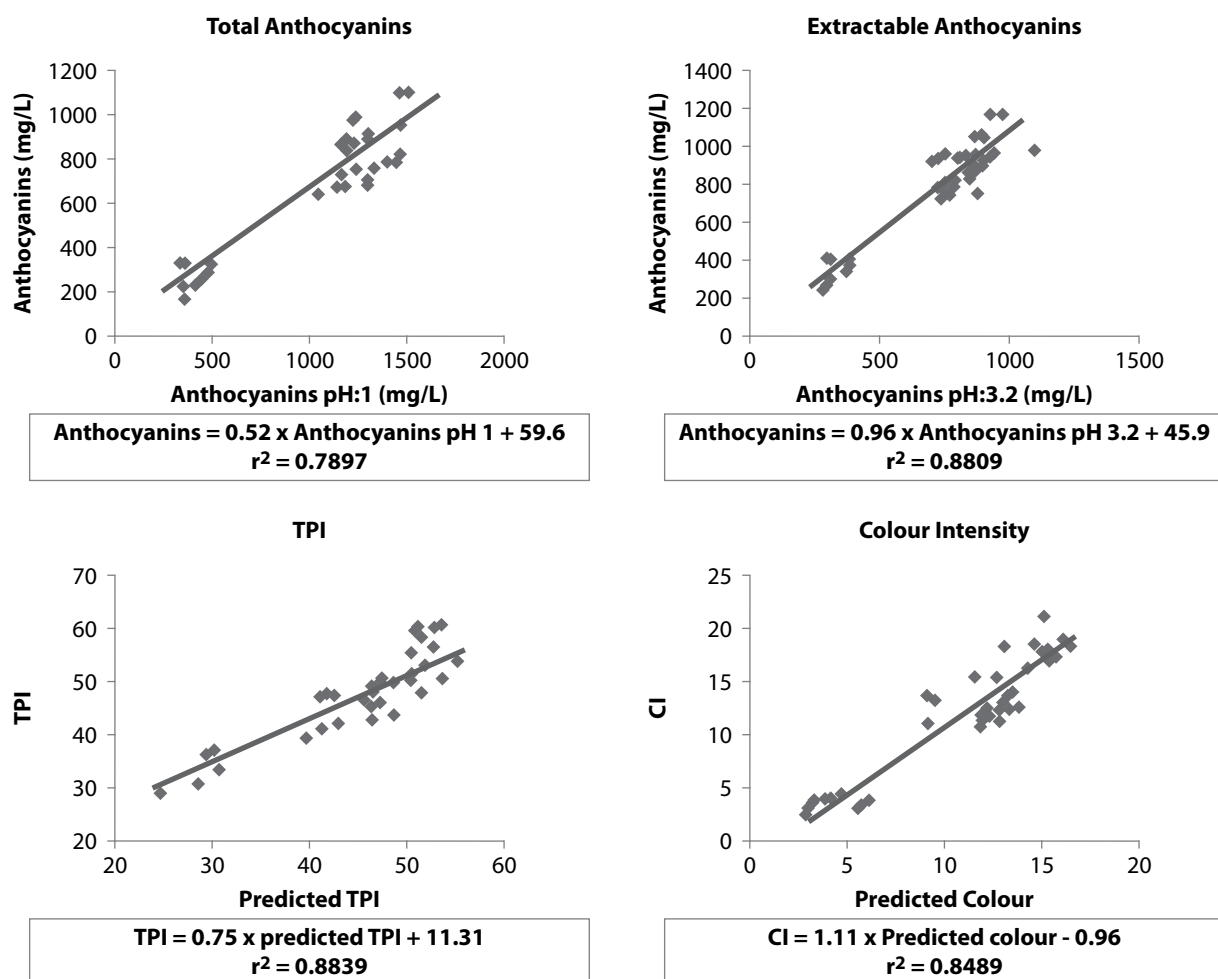 Total Anthocyanins
Anthocyanins (mg/L)
1200
1000
800
600
400
200
0
0 500 1000 1500 2000
Anthocyanins pH:1 (mg/L)
Anthocyanins = 0.52 x Anthocyanins pH 1 + 59.6
r² = 0.7897
Extractable Anthocyanins
Anthocyanins (mg/L)
1400
1200
1000
800
600
400
200
0
0 500 1000 1500
Anthocyanins pH:3.2 (mg/L)
Anthocyanins = 0.96 x Anthocyanins pH 3.2 + 45.9
r² = 0.8809
TPI
TPI
70
60
50
40
30
20
20 30 40 50 60
Predicted TPI
TPI = 0.75 x predicted TPI + 11.31
r² = 0.8839
Colour Intensity
CI
25
20
15
10
5
0
0 5 10 15 20
Predicted Colour
CI = 1.11 x Predicted colour - 0.96
r² = 0.8489